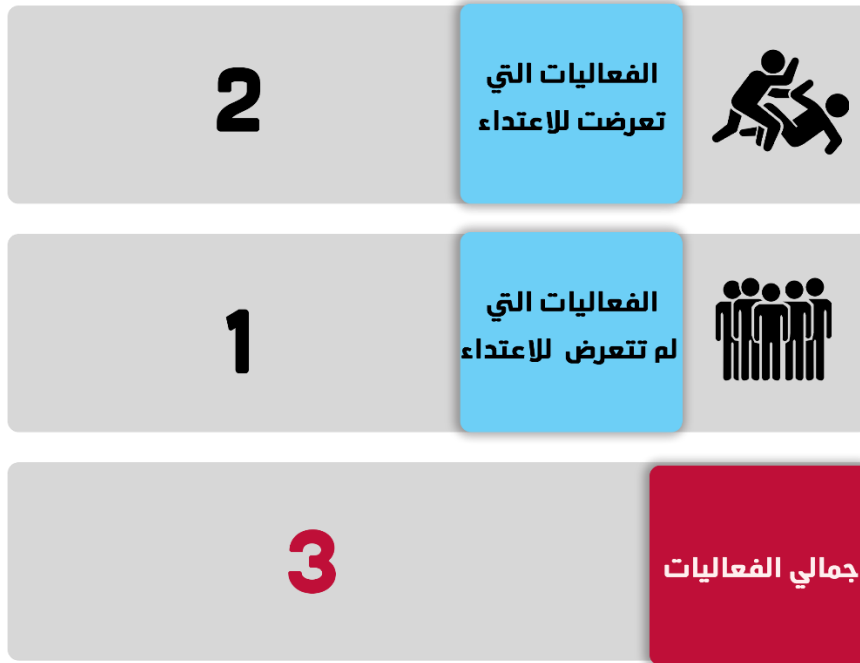 الفعاليات التي
تعرضت للاعتداء
2
الفعاليات التي
لم تتعرض للاعتداء
1
جمالي الفعاليات
3